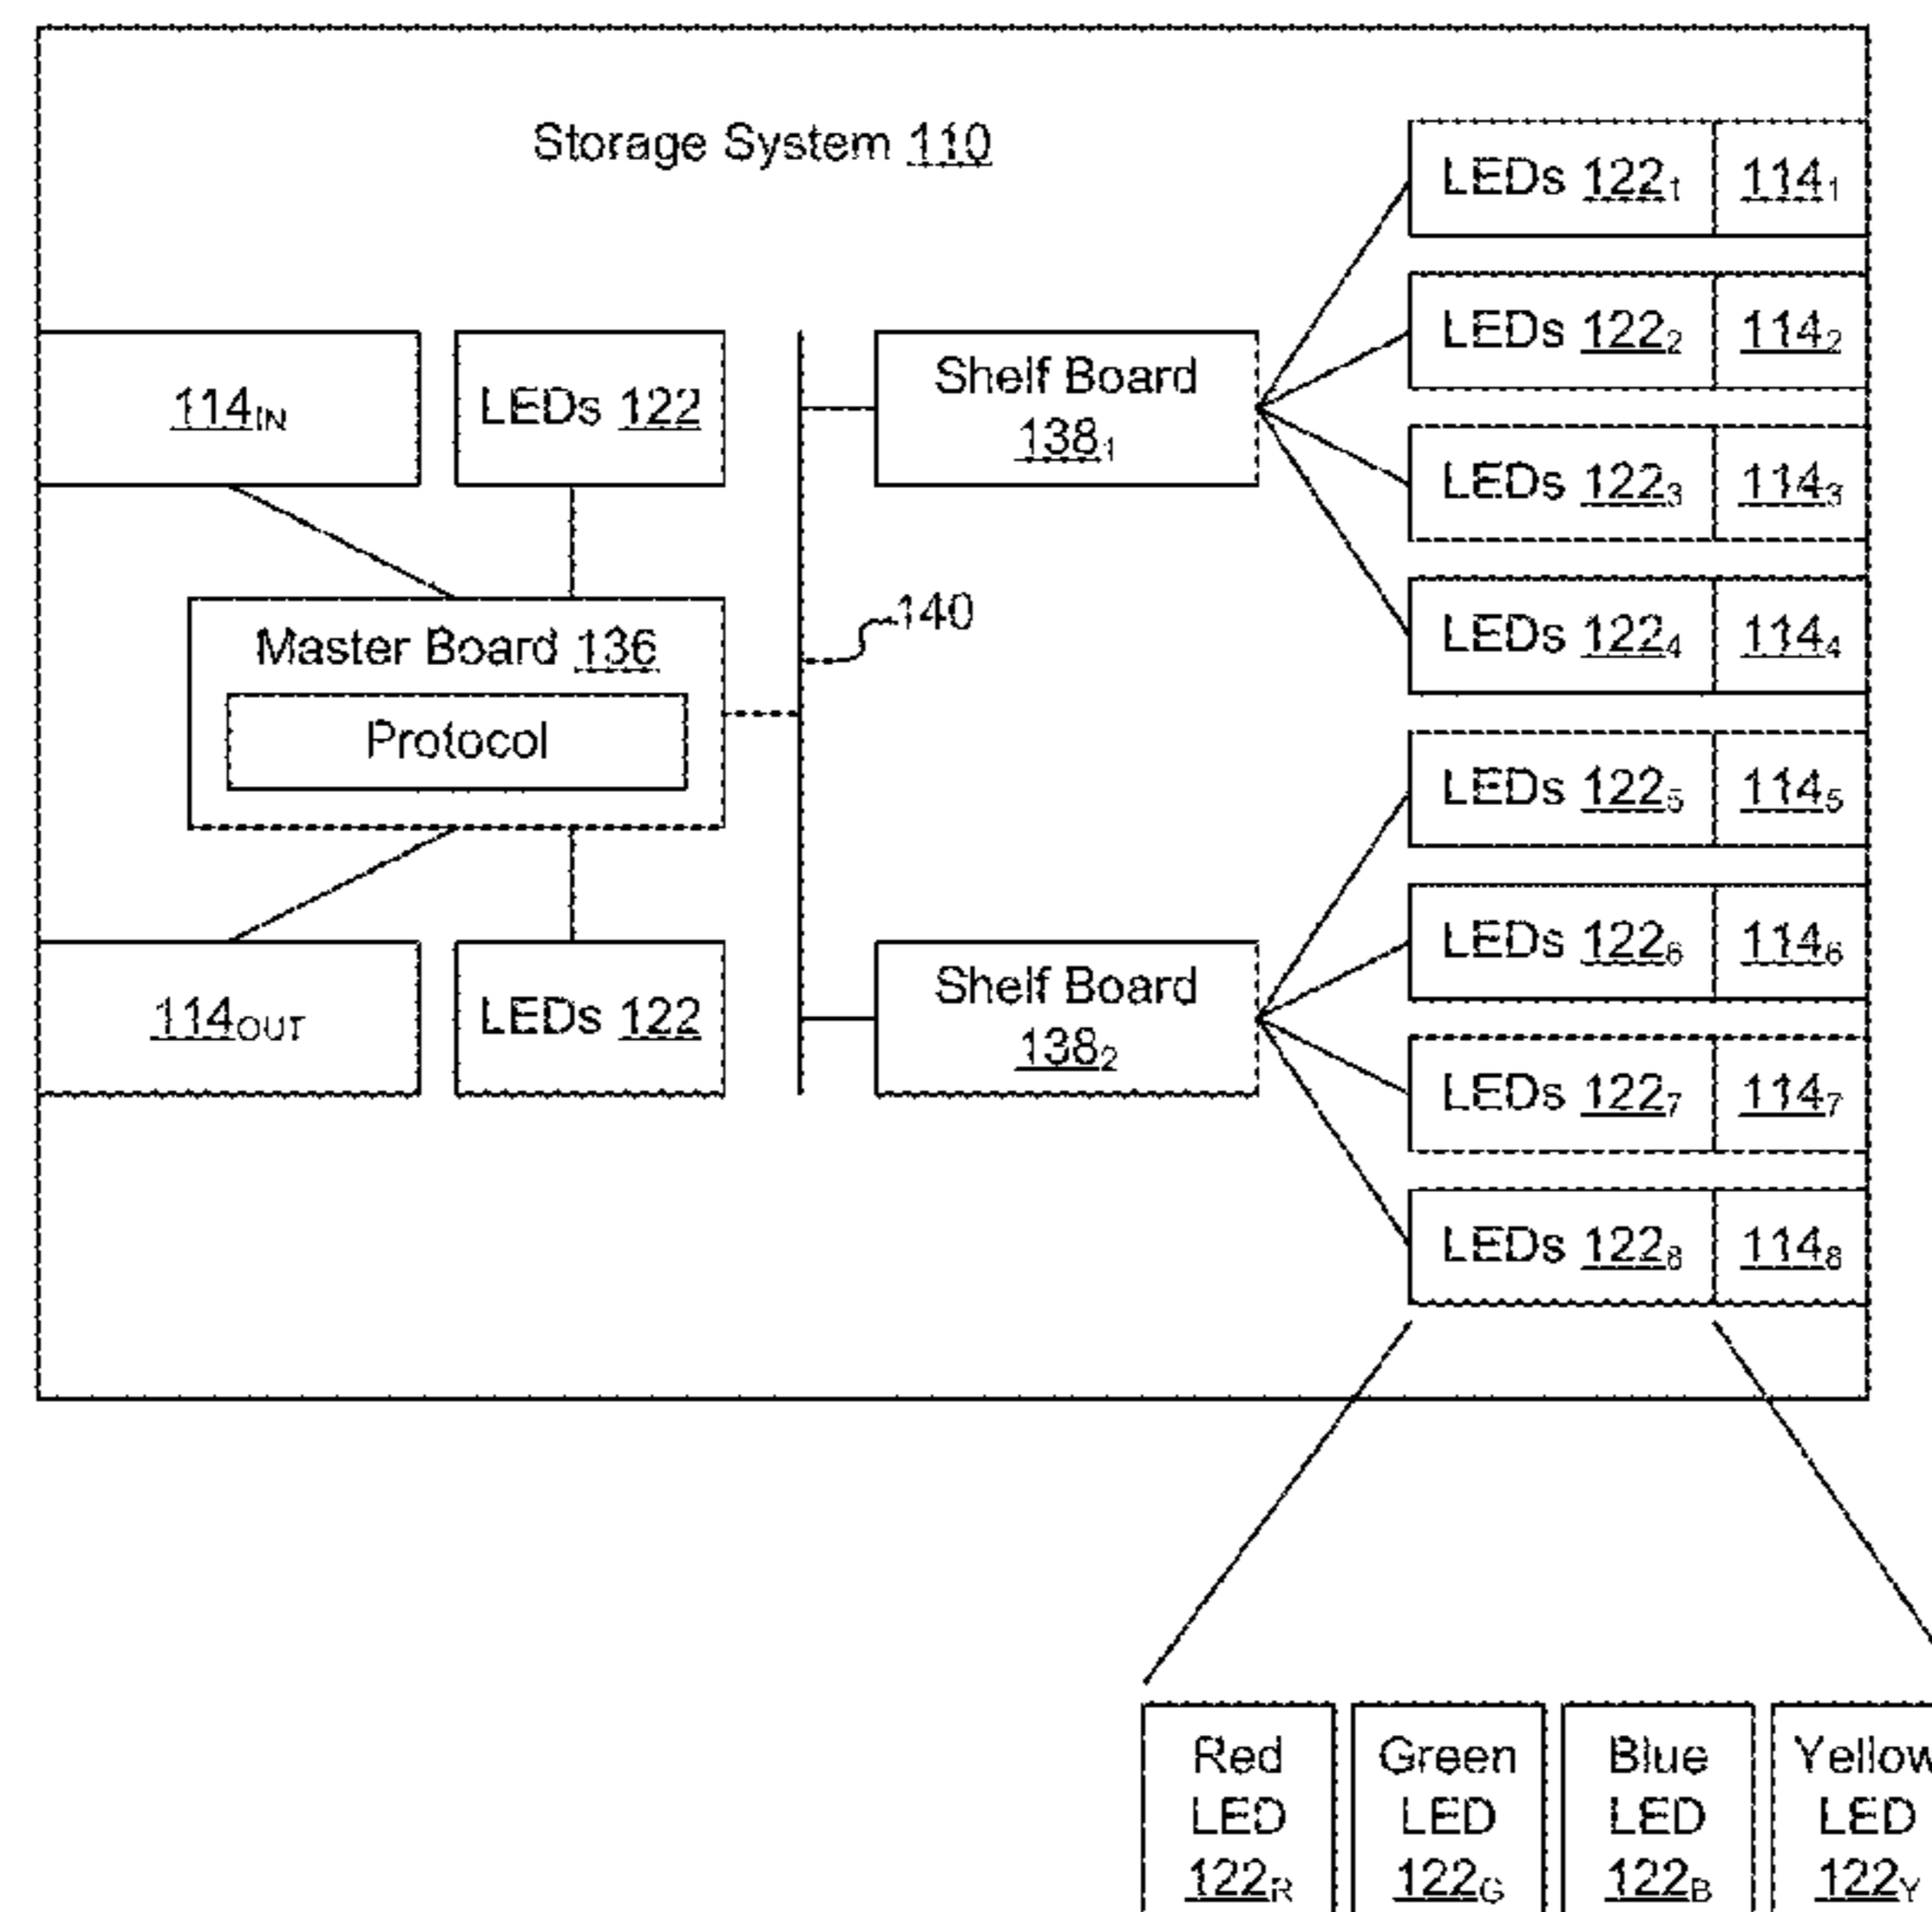 Storage System 110
LEDs 122₁ 114₁
LEDs 122₂ 114₂
LEDs 122₃ 114₃
LEDs 122₄ 114₄
LEDs 122₅ 114₅
LEDs 122₆ 114₆
LEDs 122₇ 114₇
LEDs 122₈ 114₈
114IN
LEDs 122
Shelf Board
138₁
Master Board 136
Protocol
140
114OUT
LEDs 122
Shelf Board
138₂
Red
LED
122R
Green
LED
122G
Blue
LED
122B
Yellow
LED
122Y